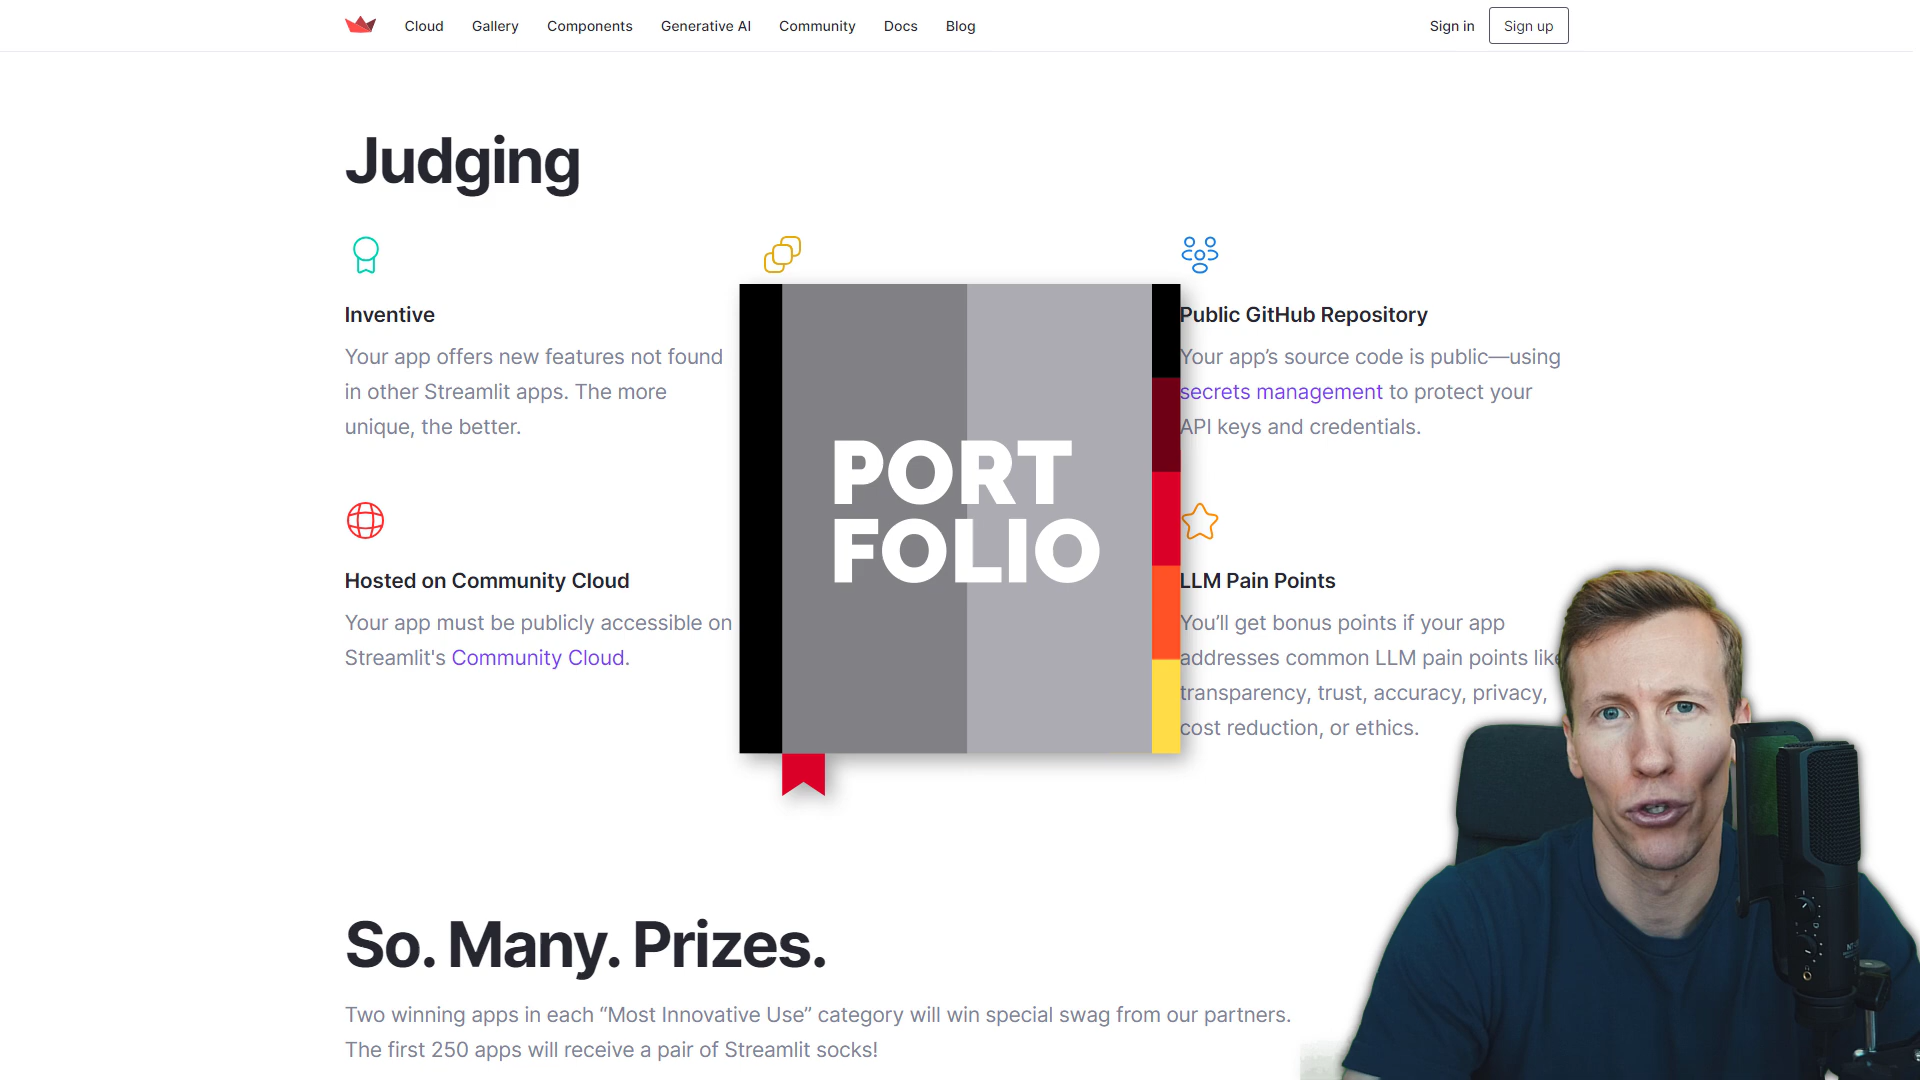 Cloud
Gallery
Components
Generative AI
Community
Docs
Blog
Sign in
Sign up
Judging
Inventive
Your app offers new features not found
in other Streamlit apps. The more
unique, the better.
Public GitHub Repository
Your app’s source code is public—using
secrets management to protect your
API keys and credentials.
PORT
FOLIO
Hosted on Community Cloud
Your app must be publicly accessible on
Streamlit's Community Cloud.
LLM Pain Points
You’ll get bonus points if your app
addresses common LLM pain points like
transparency, trust, accuracy, privacy,
cost reduction, or ethics.
So. Many. Prizes.
Two winning apps in each “Most Innovative Use” category will win special swag from our partners.
The first 250 apps will receive a pair of Streamlit socks!